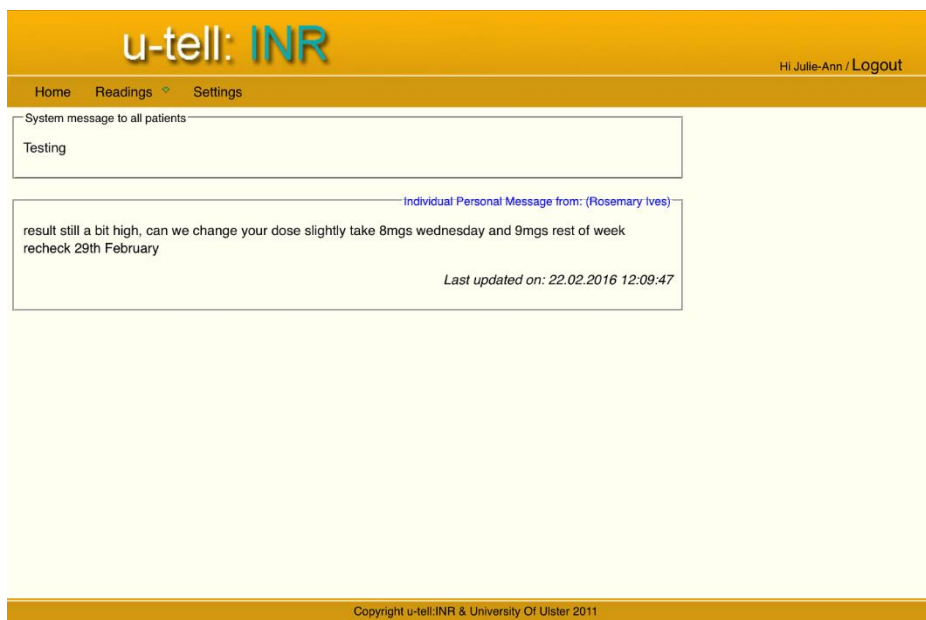 u-tell: INR
Hi Julie-Ann / Logout
Home Readings Settings
System message to all patients
Testing
Individual Personal Message from: (Rosemary Ives)
result still a bit high, can we change your dose slightly take 8mgs wednesday and 9mgs rest of week
recheck 29th February
Last updated on: 22.02.2016 12:09:47
Copyright u-tell:INR & University Of Ulster 2011